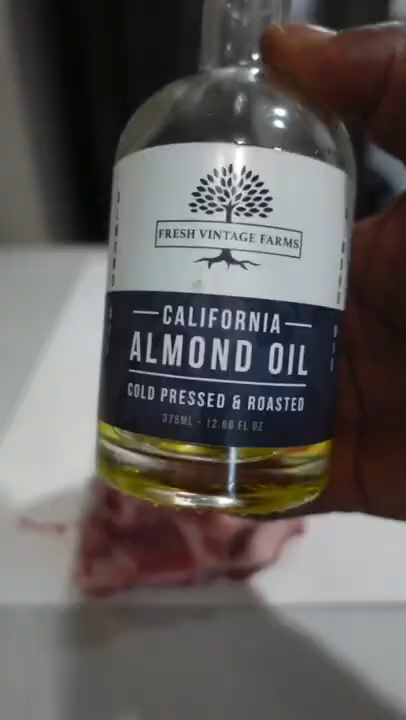 FRESH VINTAGE FARMS
CALIFORNIA
ALMOND OIL
COLD PRESSED & ROASTED
375ML - 12.68 FL OZ